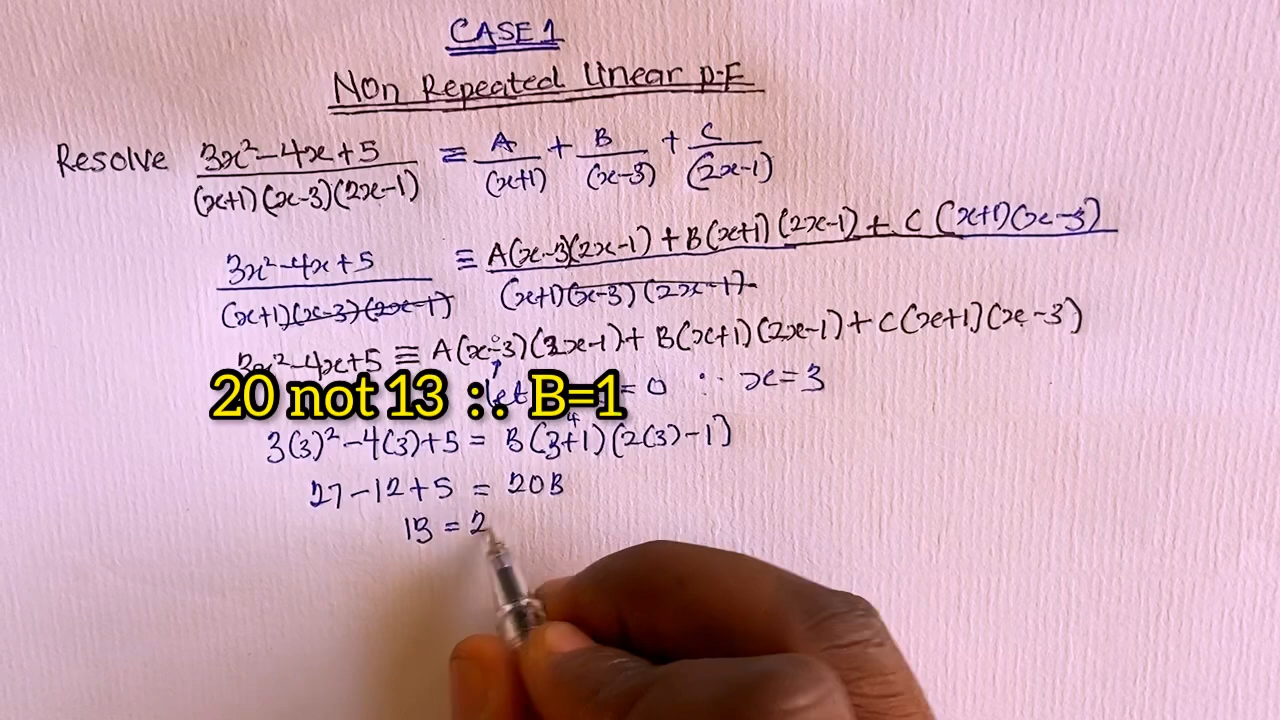 CASE 1
Non Repeated Linear P.F
Resolve 3x²-4x+5 / (x+1)(x-3)(2x-1) ≡ A/(x+1) + B/(x-3) + C/(2x-1)
3x²-4x+5 / (x+1)(x-3)(2x-1) ≡ A(x-3)(2x-1) + B(x+1)(2x-1) + C(x+1)(x-3) / (x+1)(x-3)(2x-1)
3x²-4x+5 ≡ A(x-3)(2x-1) + B(x+1)(2x-1) + C(x+1)(x-3)
let =0 ∴ x=3
20 not 13 ∴ B=1
3(3)²-4(3)+5 = B(3+1)(2(3)-1)
4
27-12+5 = 20B
13 = 2